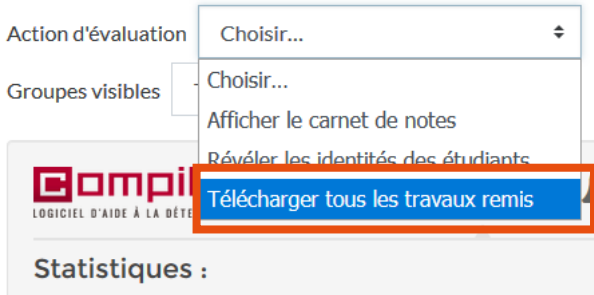 Action d'évaluation Choisir...
Choisir...
Groupes visibles
Afficher le carnet de notes
Révéler les identités des étudiants
Télécharger tous les travaux remis
LOGICIEL D'AIDE À LA
Statistiques :